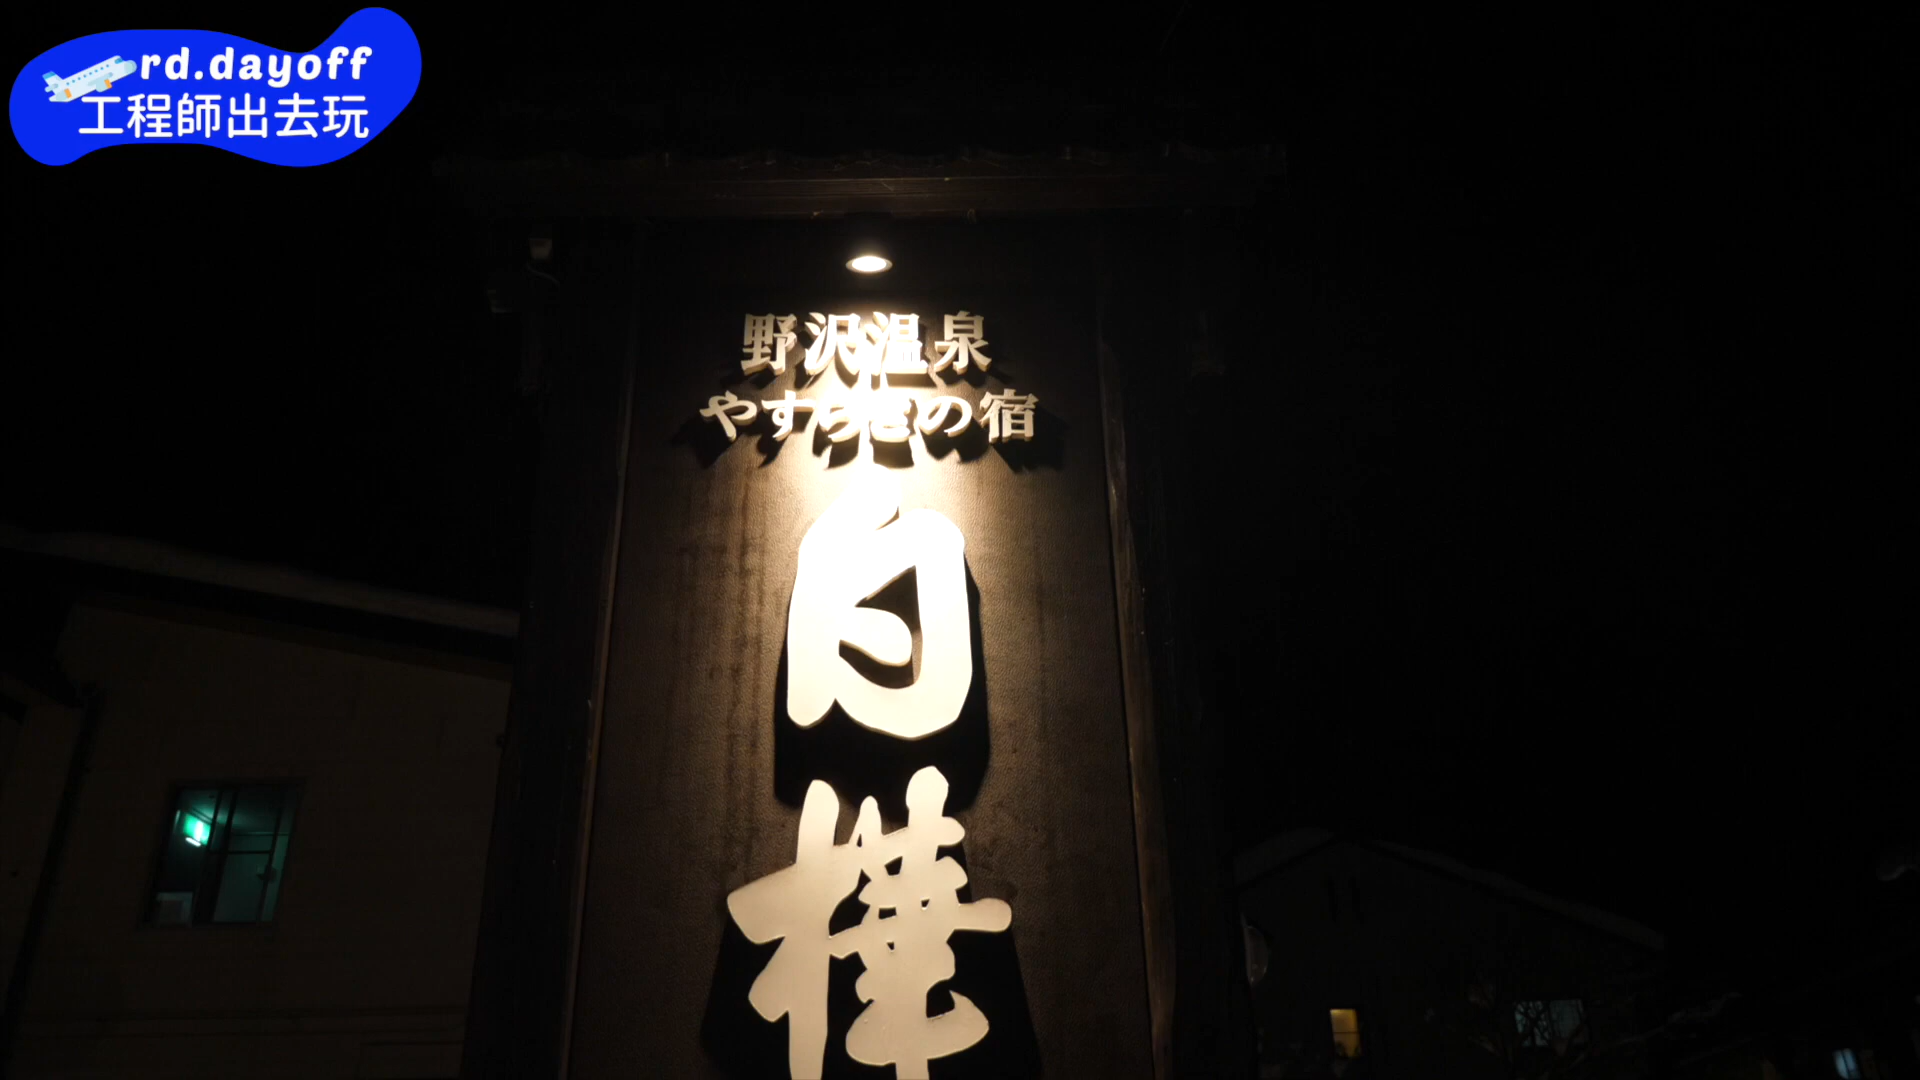 rd.dayoff
工程師出去玩
野沢温泉
やすらぎの宿
白樺